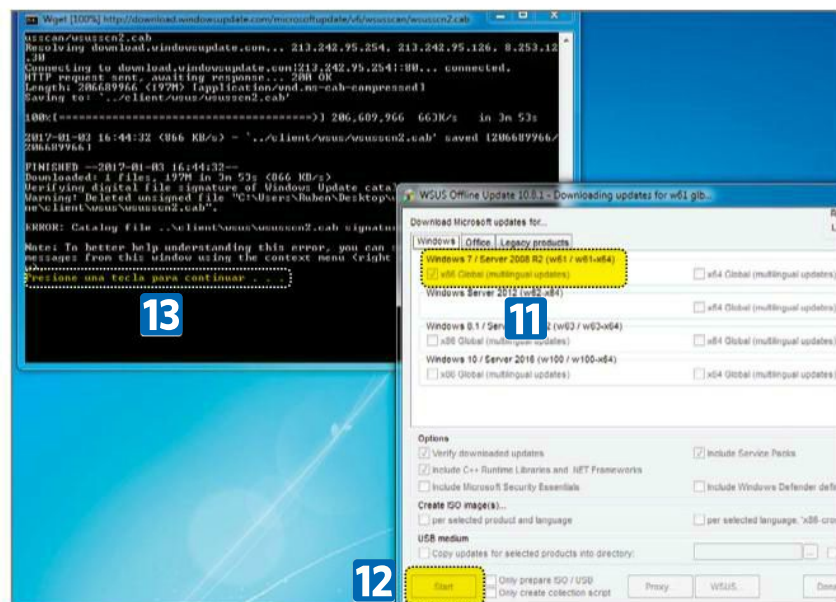 Wget [100%] http://download.windowsupdate.com/microsoftupdate/v6/wsusscan/wsusscn2.cab
usscan/wsusscn2.cab
Resolving download.windowsupdate.com... 213.242.95.254, 213.242.95.126, 8.253.12
.30
Connecting to download.windowsupdate.com|213.242.95.254|:80... connected.
HTTP request sent, awaiting response... 200 OK
Length: 206689966 (197M) [application/vnd.ms-cab-compressed]
Saving to: `../client/wsus/wsusscn2.cab'
100%[======================================>] 206,689,966 663K/s in 3m 53s
2017-01-03 16:44:32 (866 KB/s) - `../client/wsus/wsusscn2.cab' saved [206689966/
206689966]
FINISHED --2017-01-03 16:44:32--
Downloaded: 1 files, 197M in 3m 53s (866 KB/s)
Verifying digital file signature of Windows Update cata
Warning: Deleted unsigned file "C:\Users\Ruben\Desktop\w
ne\client\wsus\wsusscn2.cab".
ERROR: Catalog file ..\client\wsus\wsusscn2.cab signatur
Note: To better help understanding this error, you can s
messages from this window using the context menu (right
Presione una tecla para continuar . . .
13
WSUS Offline Update 10.8.1 - Downloading updates for w61 glb...
Download Microsoft updates for...
Windows Office Legacy products
Windows 7 / Server 2008 R2 (w61 / w61-x64)
x86 Global (multilingual updates) x64 Global (multilingual updates)
Windows Server 2012 (w62-x64)
x64 Global (multilingual updates)
11
Windows 8.1 / Server 2 (w63 / w63-x64)
x86 Global (multilingual updates) x64 Global (multilingual updates)
Windows 10 / Server 2016 (w100 / w100-x64)
x86 Global (multilingual updates) x64 Global (multilingual updates)
Options
Verify downloaded updates Include Service Packs
Include C++ Runtime Libraries and .NET Frameworks
Include Microsoft Security Essentials Include Windows Defender defi
Create ISO image(s)...
per selected product and language per selected language, 'x86-cros
USB medium
Copy updates for selected products into directory: ...
12
Start Only prepare ISO / USB Proxy... WSUS... Dona
Only create collection script